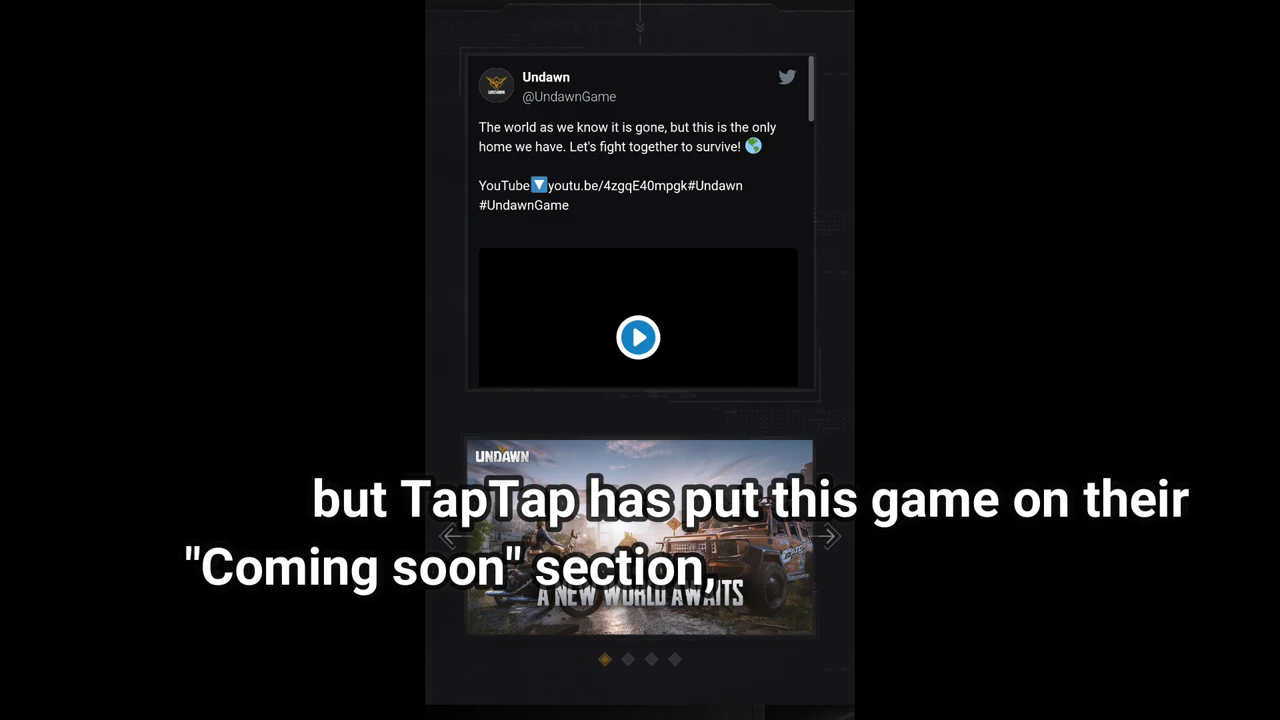 Undawn
@UndawnGame
The world as we know it is gone, but this is the only
home we have. Let's fight together to survive! 🌏
YouTube🔽youtu.be/4zgqE40mpgk#Undawn
#UndawnGame
UNDAWN
but TapTap has put this game on their
"Coming soon" section,
A NEW WORLD AWAITS